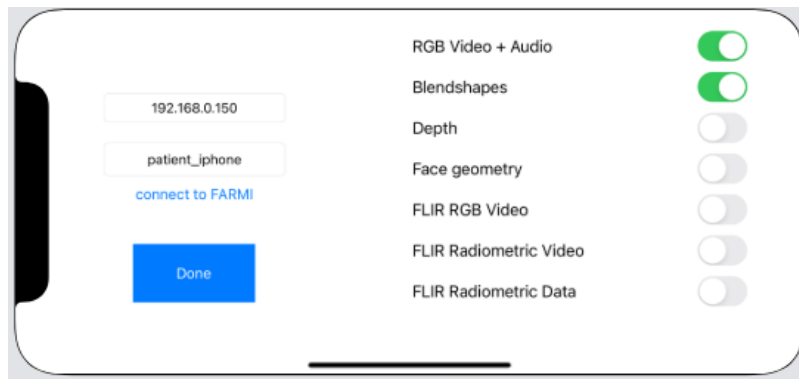 192.168.0.150
patient_iphone
connect to FARMI
Done
RGB Video + Audio
Blendshapes
Depth
Face geometry
FLIR RGB Video
FLIR Radiometric Video
FLIR Radiometric Data